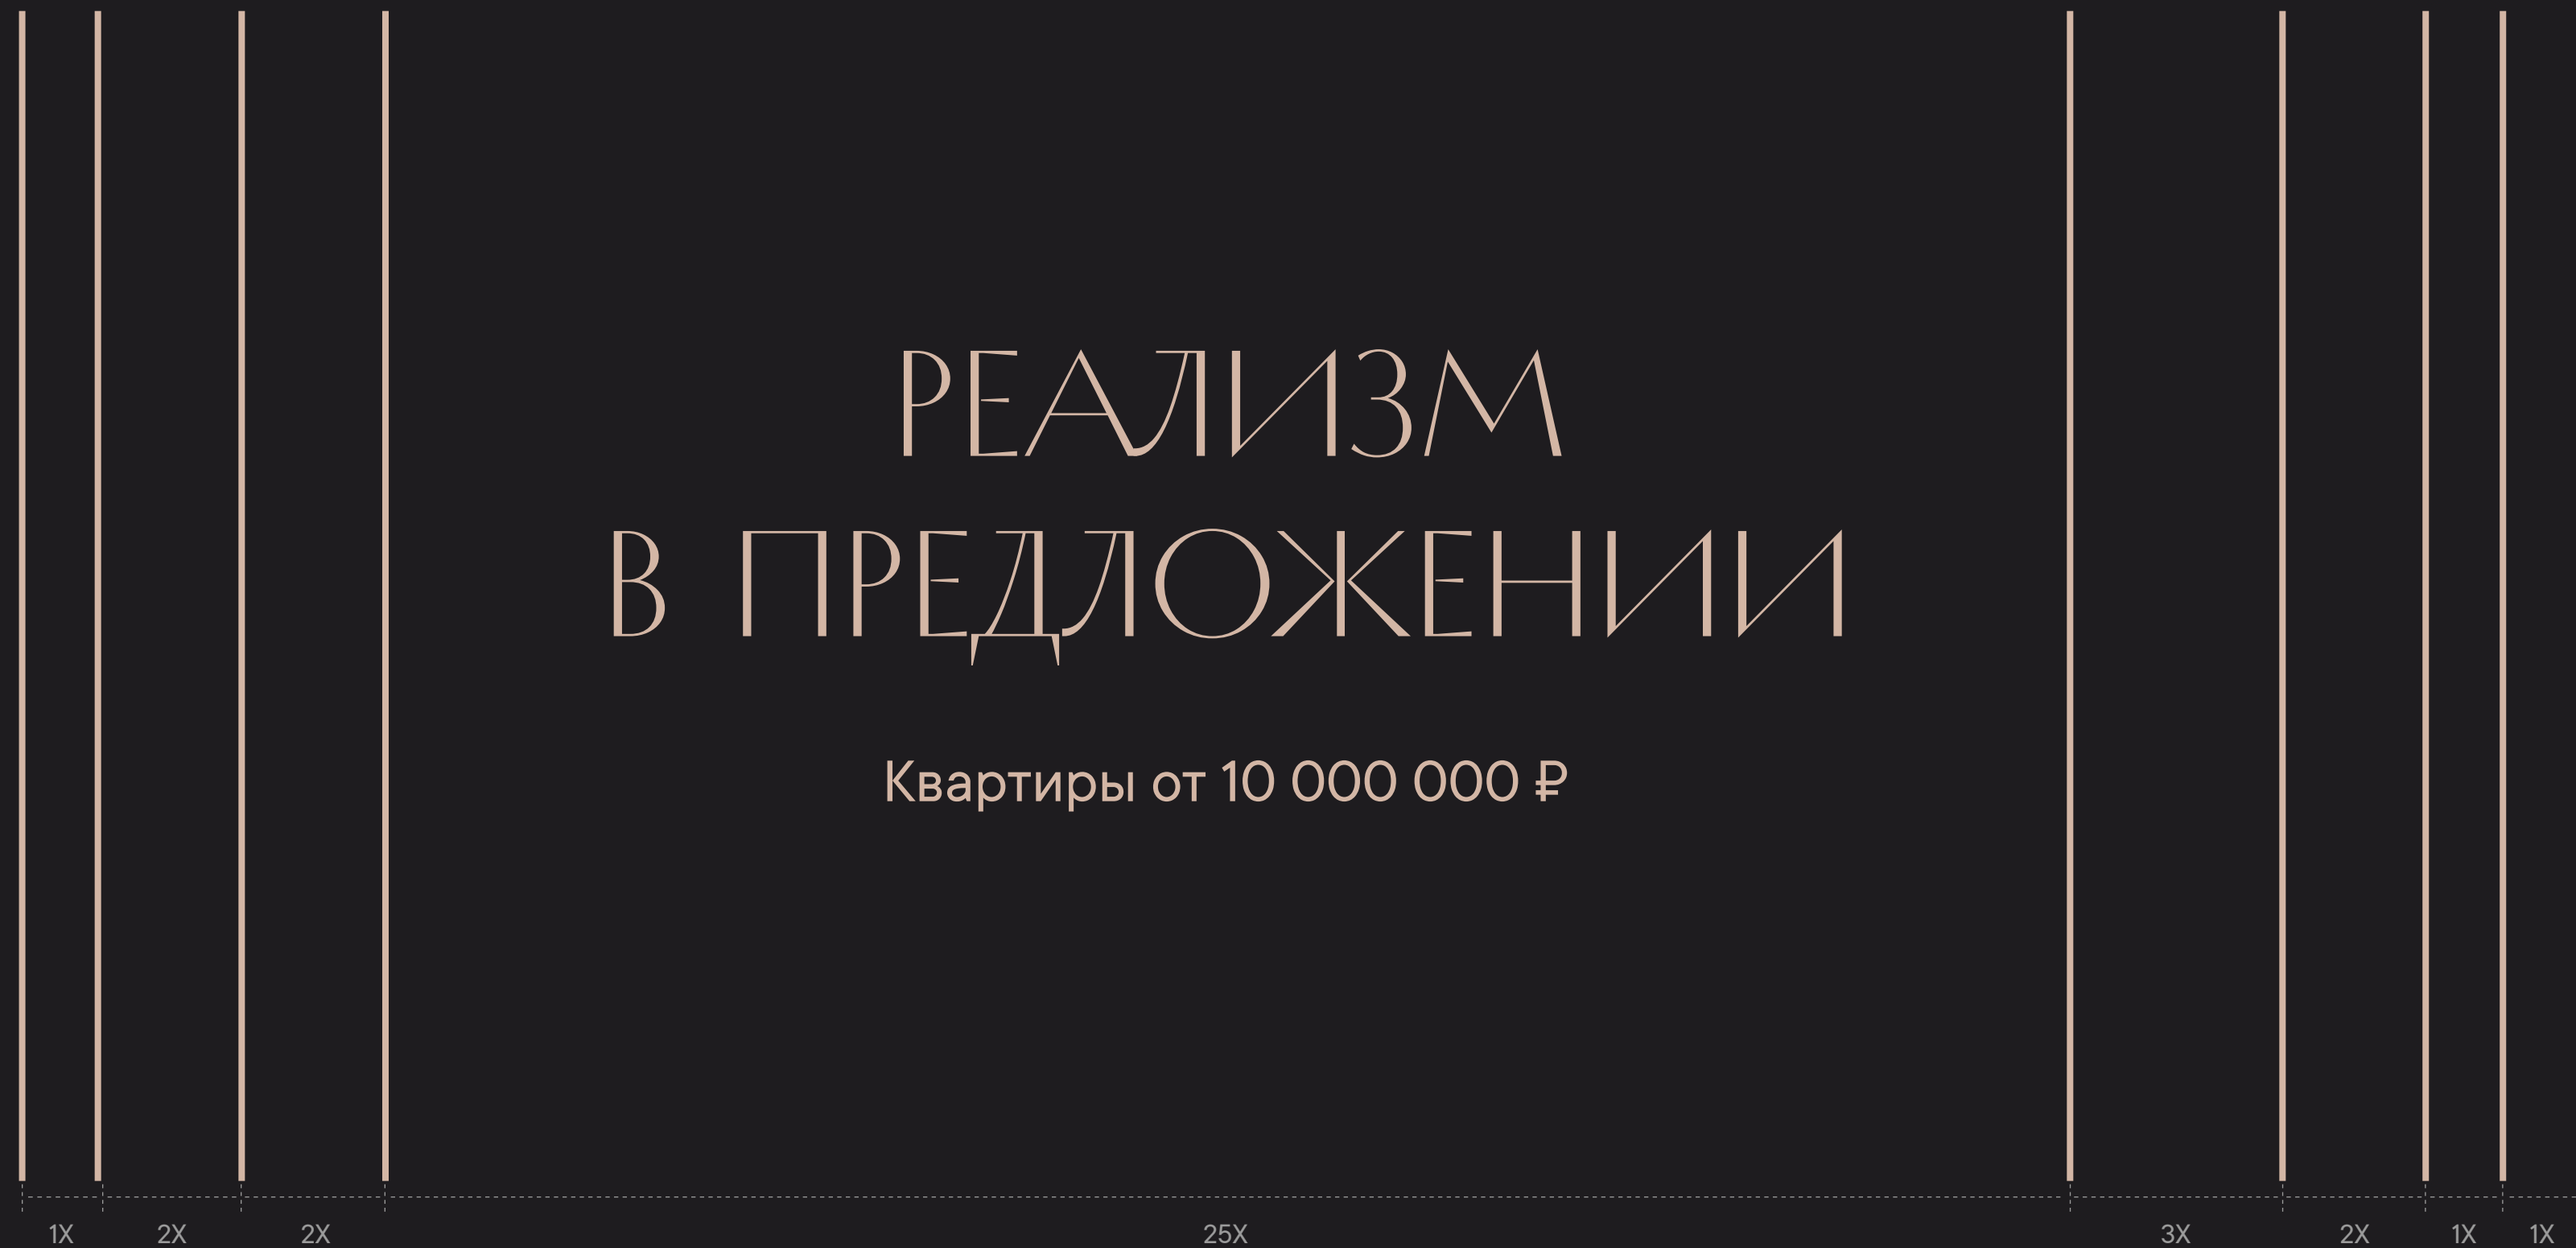 РЕАЛИЗМ
В ПРЕДЛОЖЕНИИ
Квартиры от 10 000 000 ₽
1X 2X 2X 25X 3X 2X 1X 1X